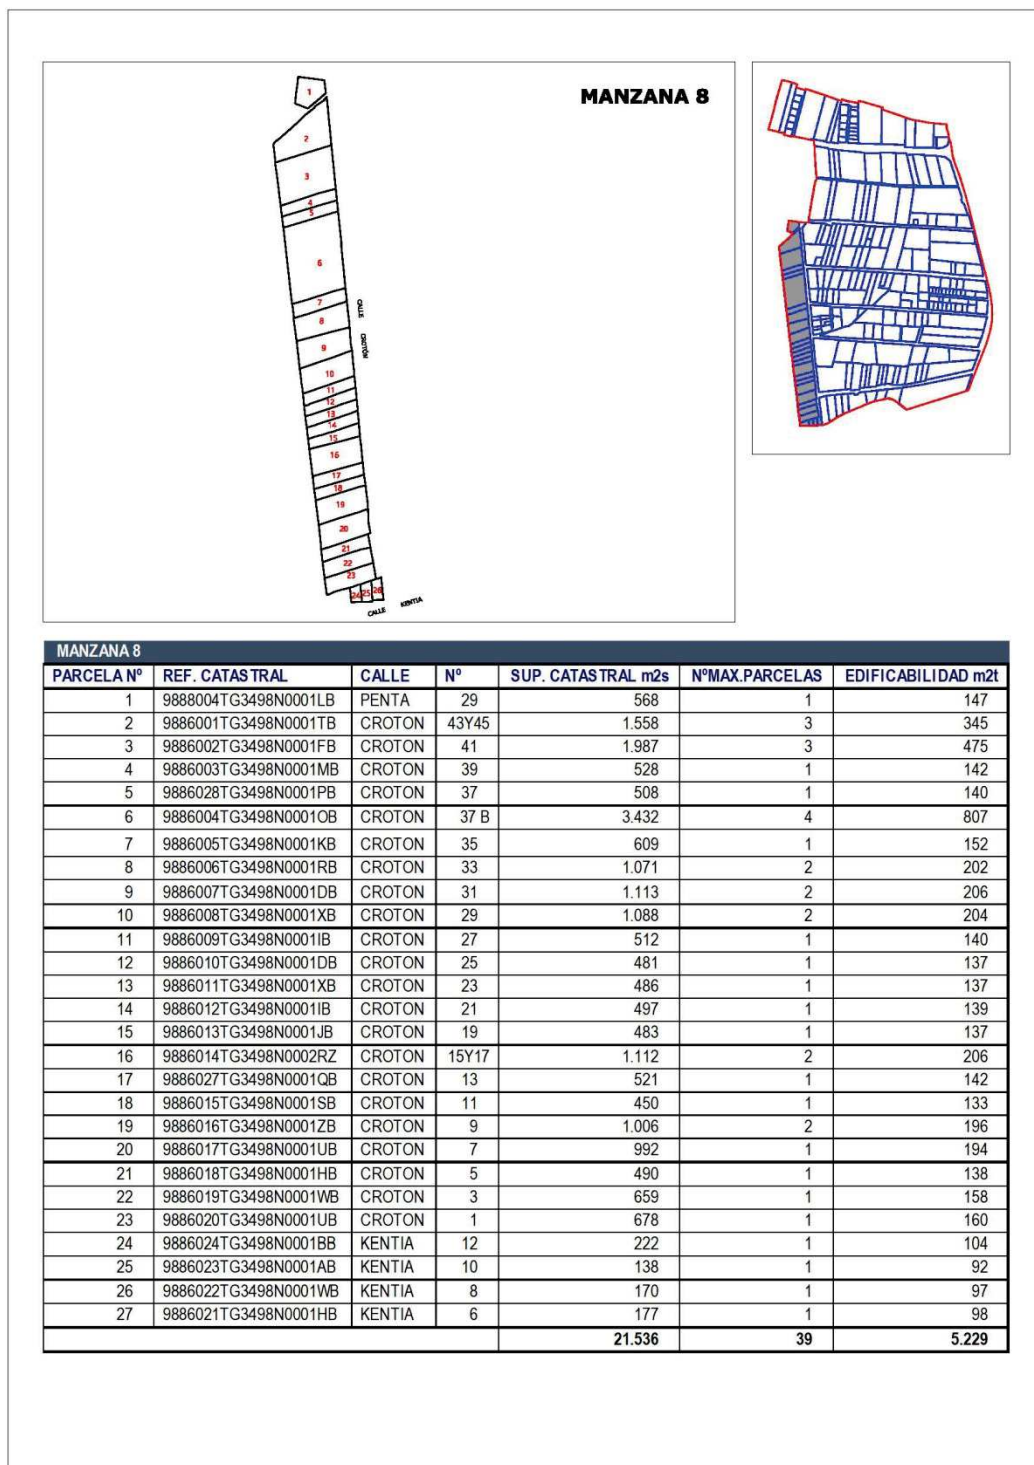 MANZANA 8
1
2
3
4
5
6
7
8
9
10
11
12
13
14
15
16
17
18
19
20
21
22
23
24 25 26
CALLE CROTÓN
CALLE KENTIA
MANZANA 8
PARCELA Nº REF. CATASTRAL CALLE Nº SUP. CATASTRAL m2s NºMAX.PARCELAS EDIFICABILIDAD m2t
1 9888004TG3498N0001LB PENTA 29 568 1 147
2 9886001TG3498N0001TB CROTON 43Y45 1.558 3 345
3 9886002TG3498N0001FB CROTON 41 1.987 3 475
4 9886003TG3498N0001MB CROTON 39 528 1 142
5 9886028TG3498N0001PB CROTON 37 508 1 140
6 9886004TG3498N0001OB CROTON 37 B 3.432 4 807
7 9886005TG3498N0001KB CROTON 35 609 1 152
8 9886006TG3498N0001RB CROTON 33 1.071 2 202
9 9886007TG3498N0001DB CROTON 31 1.113 2 206
10 9886008TG3498N0001XB CROTON 29 1.088 2 204
11 9886009TG3498N0001IB CROTON 27 512 1 140
12 9886010TG3498N0001DB CROTON 25 481 1 137
13 9886011TG3498N0001XB CROTON 23 486 1 137
14 9886012TG3498N0001IB CROTON 21 497 1 139
15 9886013TG3498N0001JB CROTON 19 483 1 137
16 9886014TG3498N0002RZ CROTON 15Y17 1.112 2 206
17 9886027TG3498N0001QB CROTON 13 521 1 142
18 9886015TG3498N0001SB CROTON 11 450 1 133
19 9886016TG3498N0001ZB CROTON 9 1.006 2 196
20 9886017TG3498N0001UB CROTON 7 992 1 194
21 9886018TG3498N0001HB CROTON 5 490 1 138
22 9886019TG3498N0001WB CROTON 3 659 1 158
23 9886020TG3498N0001UB CROTON 1 678 1 160
24 9886024TG3498N0001BB KENTIA 12 222 1 104
25 9886023TG3498N0001AB KENTIA 10 138 1 92
26 9886022TG3498N0001WB KENTIA 8 170 1 97
27 9886021TG3498N0001HB KENTIA 6 177 1 98
21.536 39 5.229